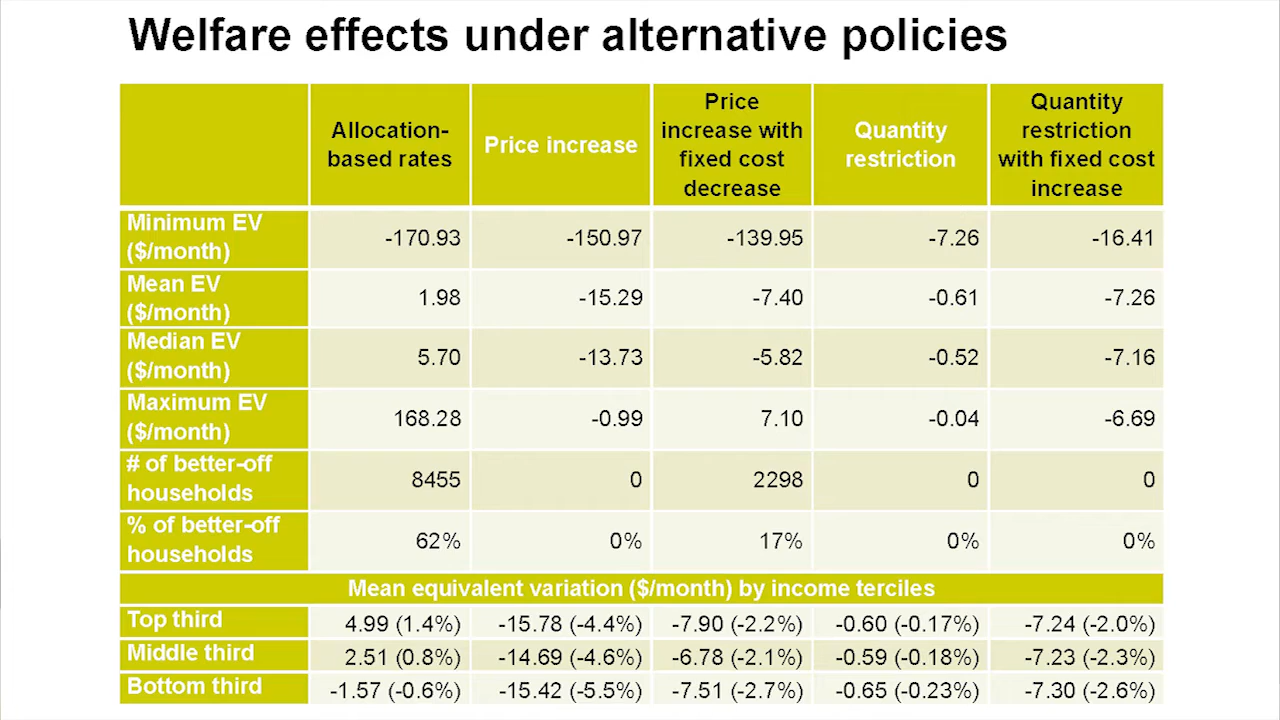 Welfare effects under alternative policies
Allocation-
based rates
Price increase
Price
increase with
fixed cost
decrease
Quantity
restriction
Quantity
restriction
with fixed cost
increase
Minimum EV
($/month)
-170.93
-150.97
-139.95
-7.26
-16.41
Mean EV
($/month)
1.98
-15.29
-7.40
-0.61
-7.26
Median EV
($/month)
5.70
-13.73
-5.82
-0.52
-7.16
Maximum EV
($/month)
168.28
-0.99
7.10
-0.04
-6.69
# of better-off
households
8455
0
2298
0
0
% of better-off
households
62%
0%
17%
0%
0%
Mean equivalent variation ($/month) by income terciles
Top third
4.99 (1.4%)
-15.78 (-4.4%)
-7.90 (-2.2%)
-0.60 (-0.17%)
-7.24 (-2.0%)
Middle third
2.51 (0.8%)
-14.69 (-4.6%)
-6.78 (-2.1%)
-0.59 (-0.18%)
-7.23 (-2.3%)
Bottom third
-1.57 (-0.6%)
-15.42 (-5.5%)
-7.51 (-2.7%)
-0.65 (-0.23%)
-7.30 (-2.6%)